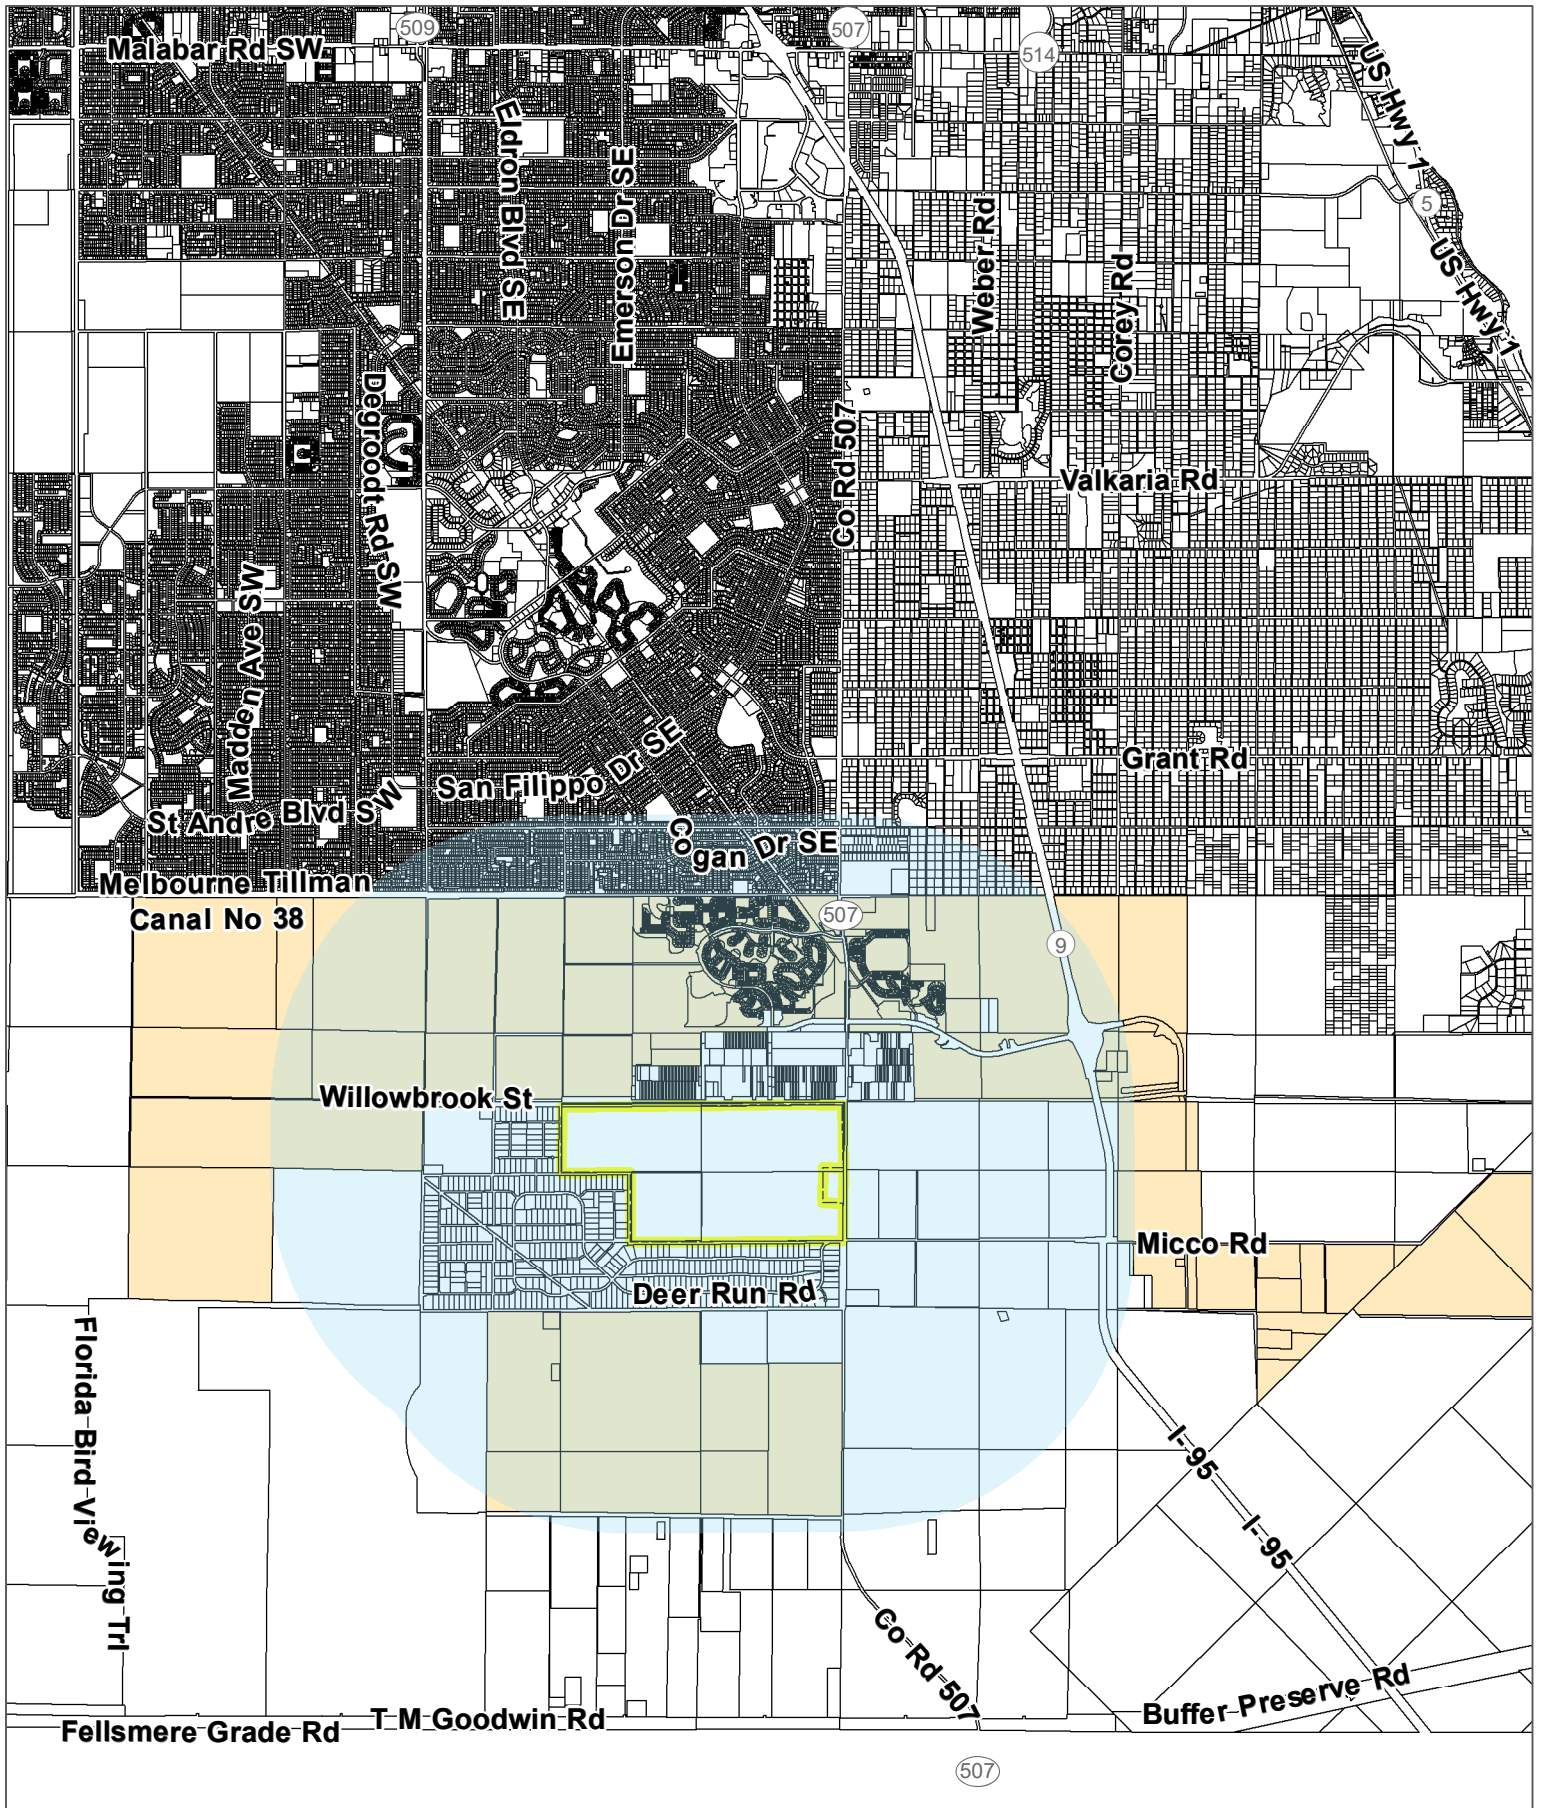 509
507
514
Malabar Rd SW
US Hwy 1
Eldron Blvd SE
Emerson Dr SE
5
Weber Rd
Corey Rd
US Hwy 1
Degroodt Rd SW
Co Rd 507
Valkaria Rd
Madden Ave SW
San Filippo Dr SE
Grant Rd
St Andre Blvd SW
Cogan Dr SE
Melbourne Tillman
Canal No 38
507
9
Willowbrook St
Micco Rd
Deer Run Rd
Florida Bird Viewing Trl
I-95
I-95
Co Rd 507
Buffer Preserve Rd
T M Goodwin Rd
Fellsmere Grade Rd
507